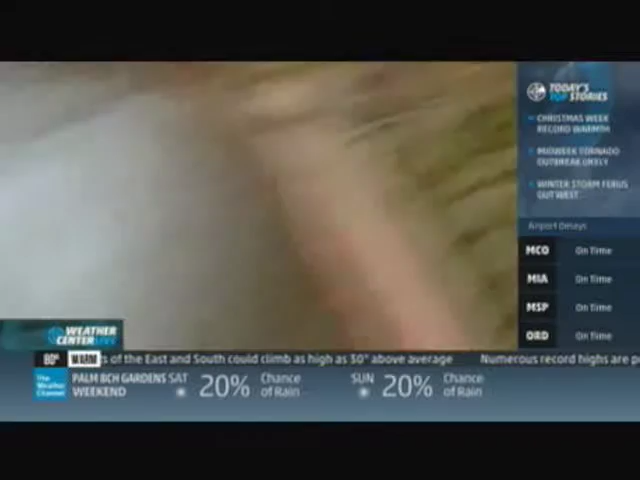 TODAY'S
TOP STORIES
CHRISTMAS WEEK
RECORD WARMTH
MIDWEEK TORNADO
OUTBREAK LIKELY
WINTER STORM FERUS
OUT WEST
Airport Delays
MCO On Time
MIA On Time
MSP On Time
ORD On Time
WEATHER
CENTER LIVE
80° WARM s of the East and South could climb as high as 30° above average Numerous record highs are po
The
Weather
Channel
PALM BCH GARDENS
WEEKEND
SAT 20% Chance
of Rain
SUN 20% Chance
of Rain